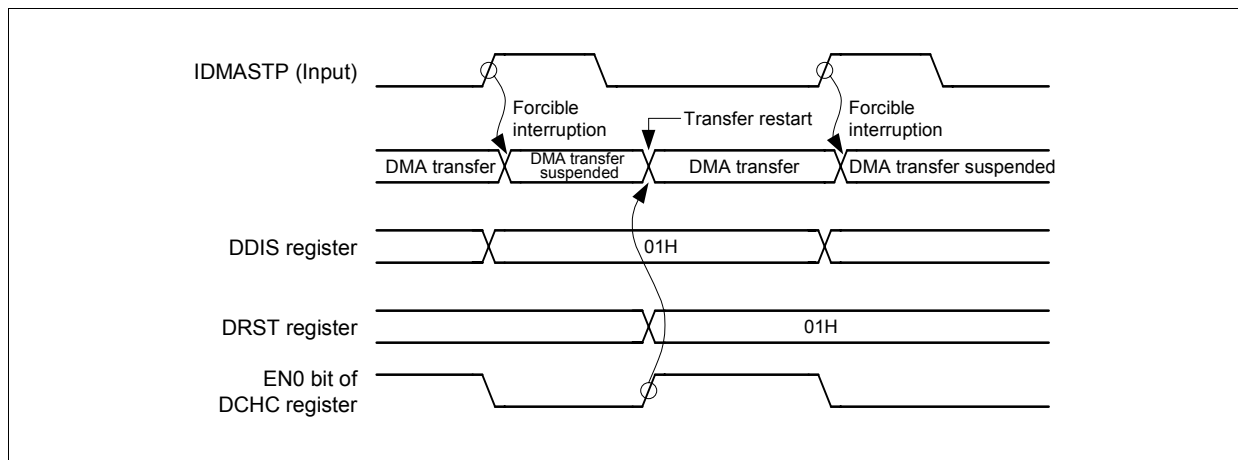 IDMASTP (Input)
Forcible
interruption
Transfer restart
Forcible
interruption
DMA transfer
DMA transfer
suspended
DMA transfer
DMA transfer suspended
DDIS register
01H
DRST register
01H
EN0 bit of
DCHC register